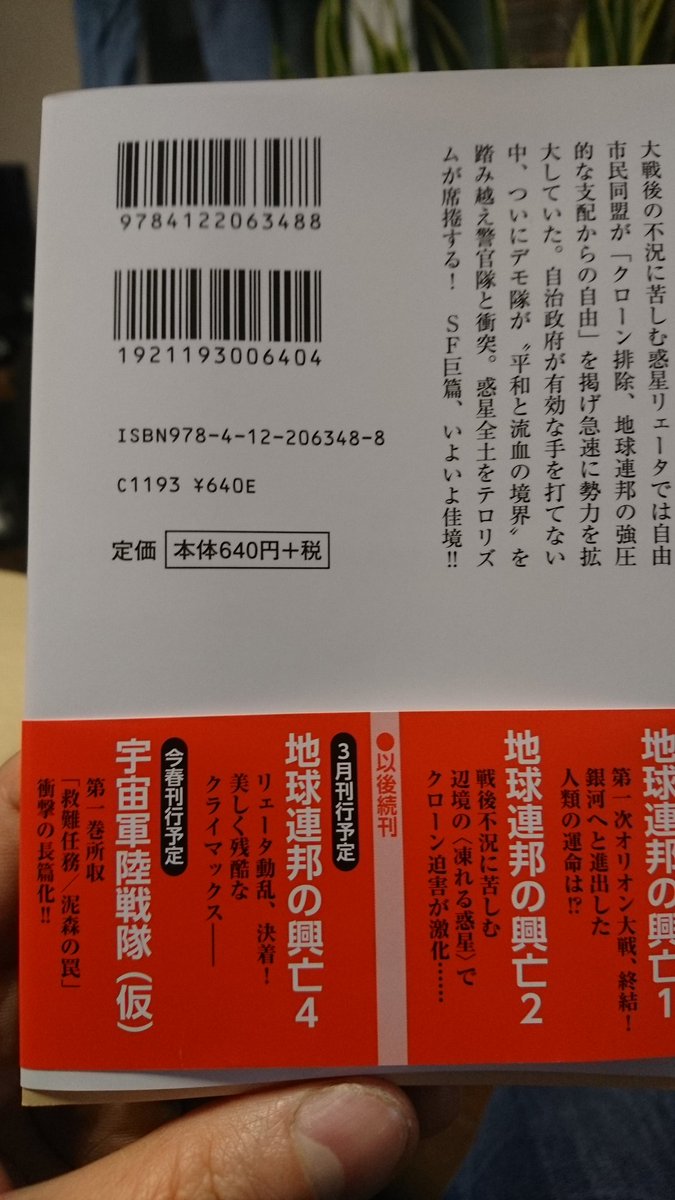 9784122063488
1921193006404
ISBN978-4-12-206348-8
C1193 ¥640E
定価 本体640円+税
大戦後の不況に苦しむ惑星リェータでは自由
市民同盟が「クローン排除、地球連邦の強圧
的な支配からの自由」を掲げ急速に勢力を拡
大していた。自治政府が有効な手を打てない
中、ついにデモ隊が〝平和と流血の境界〟を
踏み越え警官隊と衝突。惑星全土をテロリズ
ムが席捲する! SF巨篇、いよいよ佳境!!
地球連邦の興亡1
第一次オリオン大戦、終結!
銀河へと進出した
人類の運命は!?
地球連邦の興亡2
戦後不況に苦しむ
辺境の〈凍れる惑星〉で
クローン迫害が激化……
●以後続刊
3月刊行予定
地球連邦の興亡4
リェータ動乱、決着!
美しく残酷な
クライマックス――
今春刊行予定
宇宙軍陸戦隊(仮)
第一巻所収
「救難任務/泥森の罠」
衝撃の長篇化!!